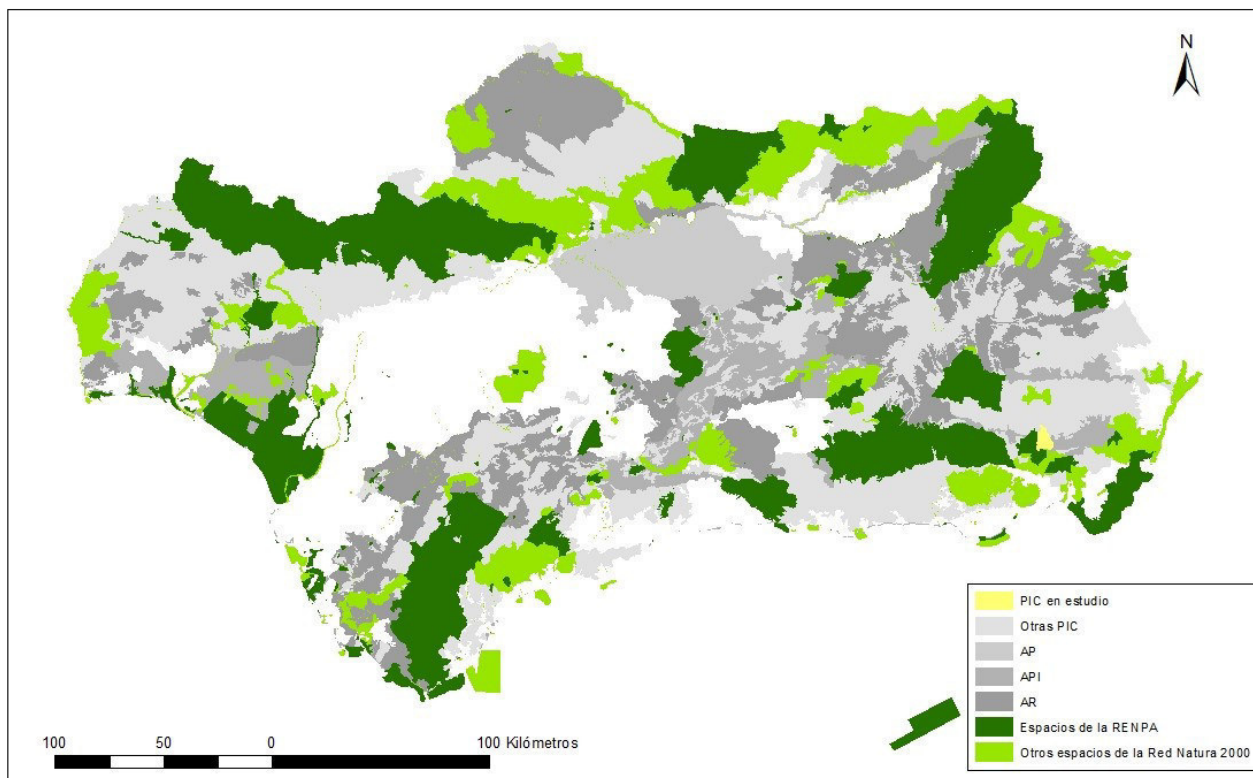 N
PIC en estudio
Otras PIC
AP
API
AR
Espacios de la RENPA
Otros espacios de la Red Natura 2000
100 50 0 100 Kilómetros